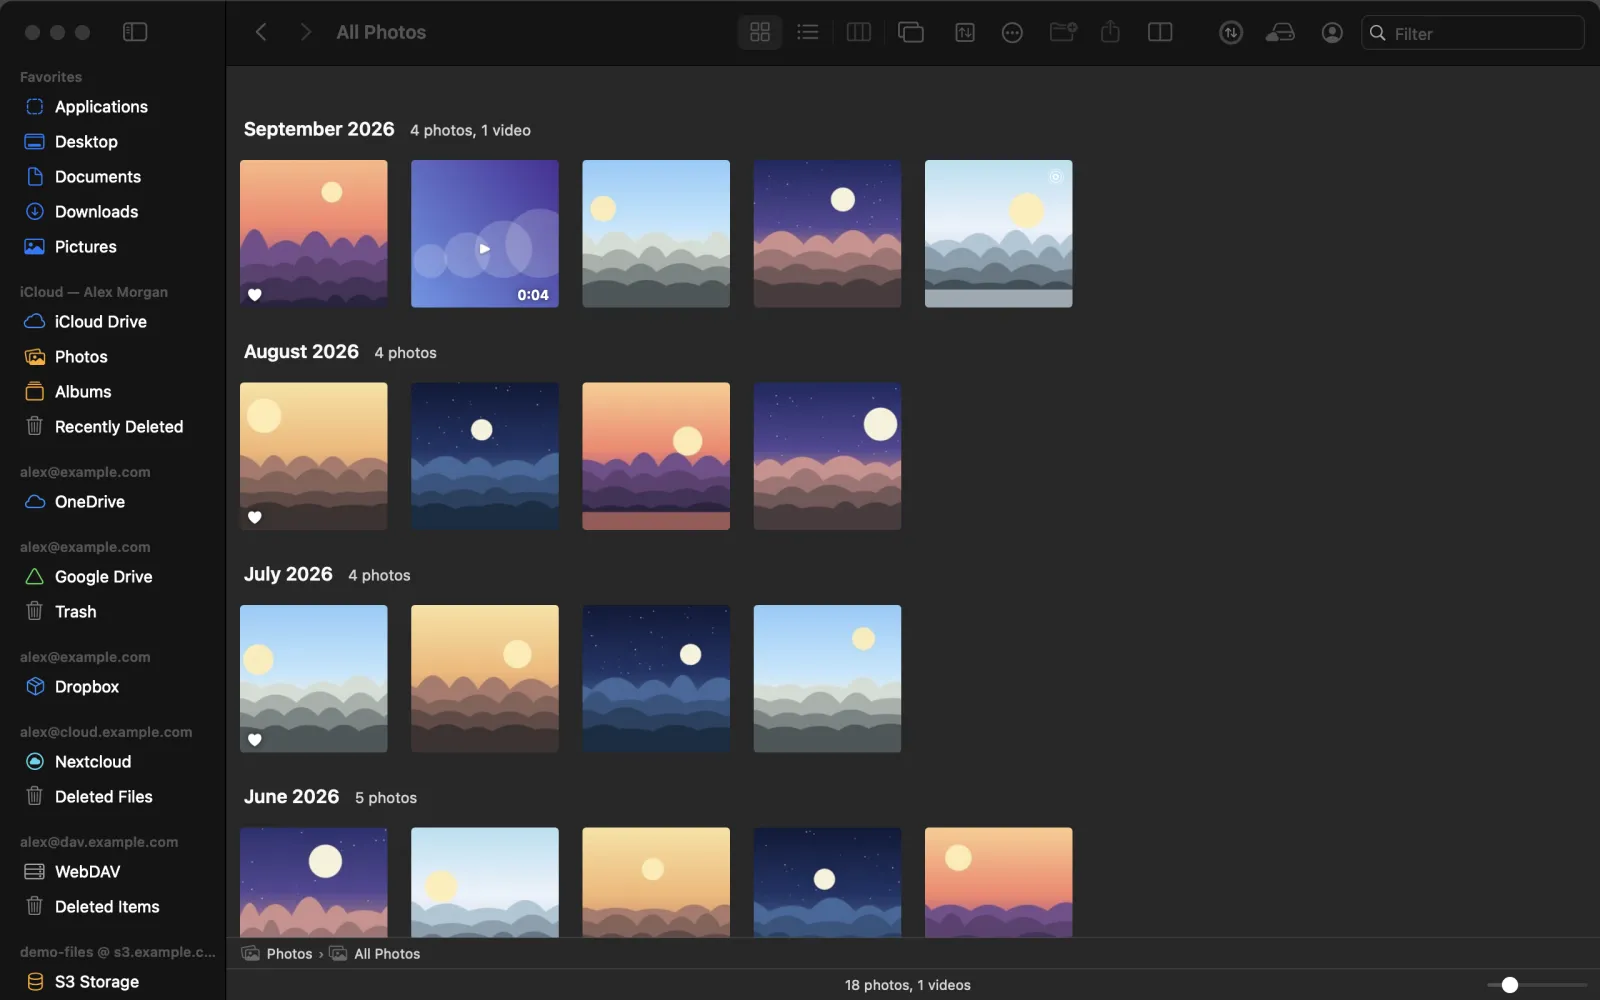 All Photos
Filter
Favorites
Applications
Desktop
Documents
Downloads
Pictures
iCloud — Alex Morgan
iCloud Drive
Photos
Albums
Recently Deleted
alex@example.com
OneDrive
alex@example.com
Google Drive
Trash
alex@example.com
Dropbox
alex@cloud.example.com
Nextcloud
Deleted Files
alex@dav.example.com
WebDAV
Deleted Items
demo-files @ s3.example.c...
S3 Storage
September 2026 4 photos, 1 video
0:04
August 2026 4 photos
July 2026 4 photos
June 2026 5 photos
Photos › All Photos
18 photos, 1 videos